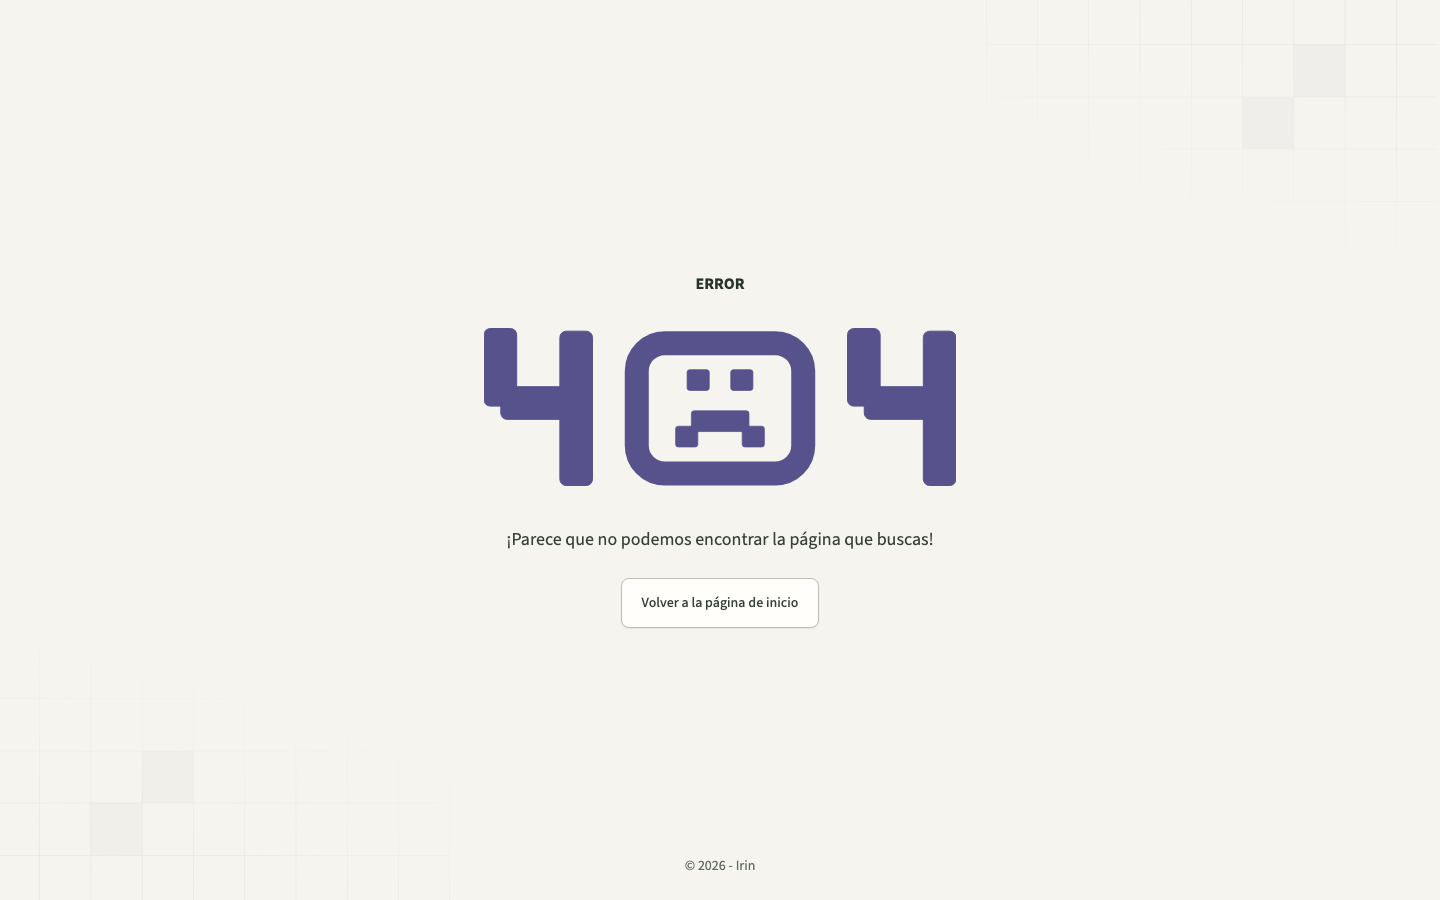 ERROR
404
¡Parece que no podemos encontrar la página que buscas!
Volver a la página de inicio
© 2026 - Irin